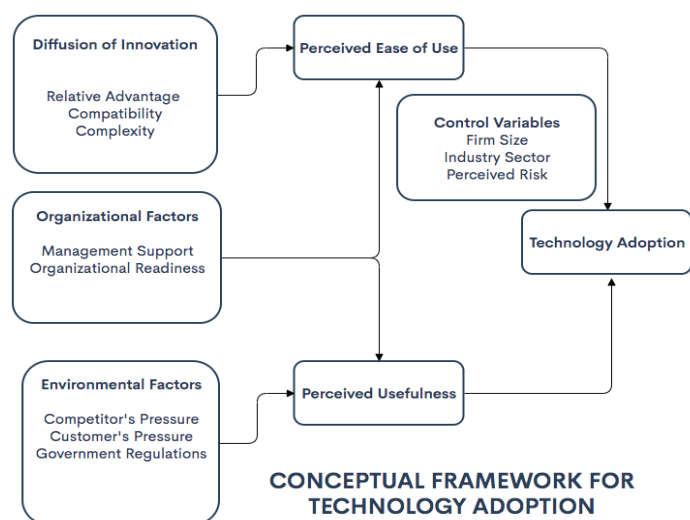 Diffusion of Innovation
Relative Advantage
Compatibility
Complexity
Perceived Ease of Use
Control Variables
Firm Size
Industry Sector
Perceived Risk
Organizational Factors
Management Support
Organizational Readiness
Technology Adoption
Environmental Factors
Competitor's Pressure
Customer's Pressure
Government Regulations
Perceived Usefulness
CONCEPTUAL FRAMEWORK FOR
TECHNOLOGY ADOPTION